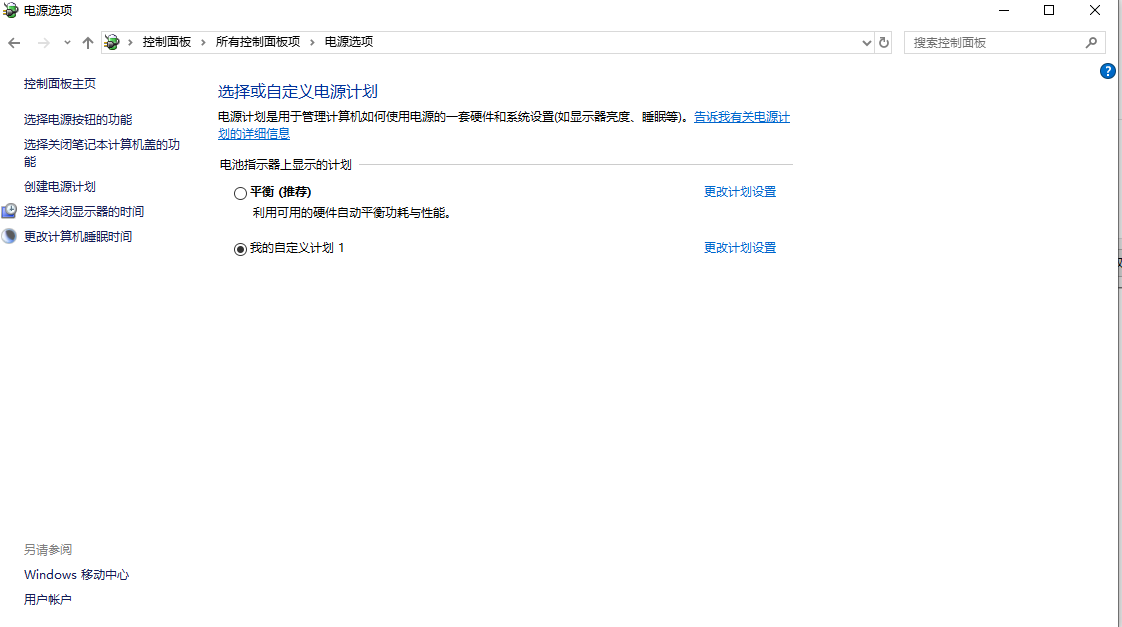 电源选项
控制面板 › 所有控制面板项 › 电源选项
搜索控制面板
控制面板主页
选择电源按钮的功能
选择关闭笔记本计算机盖的功
能
创建电源计划
选择关闭显示器的时间
更改计算机睡眠时间
选择或自定义电源计划
电源计划是用于管理计算机如何使用电源的一套硬件和系统设置(如显示器亮度、睡眠等)。告诉我有关电源计
划的详细信息
电池指示器上显示的计划
平衡 (推荐) 更改计划设置
利用可用的硬件自动平衡功耗与性能。
我的自定义计划 1 更改计划设置
另请参阅
Windows 移动中心
用户帐户